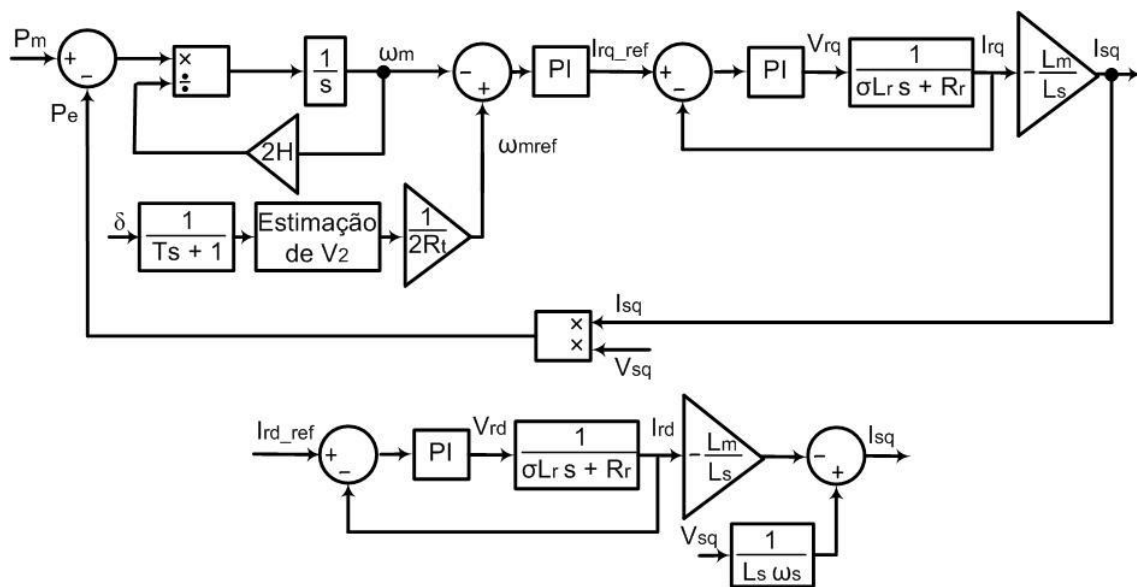 Pm
+
−
Pe
×
÷
1
s
ωm
2H
−
+
PI
Irq_ref
+
−
PI
Vrq
1
σLr s + Rr
Irq
− Lm
Ls
Isq
ωmref
δ
1
Ts + 1
Estimação
de V2
1
2Rt
×
×
Isq
Vsq
Ird_ref
+
−
PI
Vrd
1
σLr s + Rr
Ird
− Lm
Ls
−
+
Isq
Vsq
1
Ls ωs